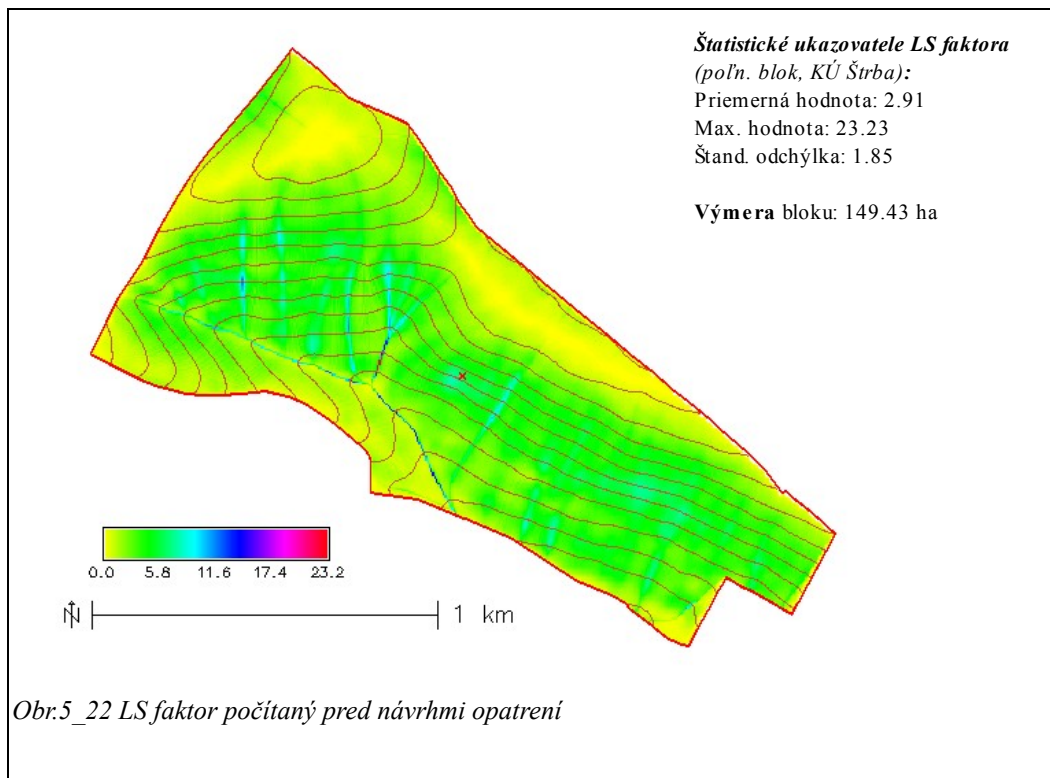 Štatistické ukazovatele LS faktora
(poľn. blok, KÚ Štrba):
Priemerná hodnota: 2.91
Max. hodnota: 23.23
Štand. odchýlka: 1.85
Výmera bloku: 149.43 ha
0.0 5.8 11.6 17.4 23.2
N 1 km
Obr.5_22 LS faktor počítaný pred návrhmi opatrení